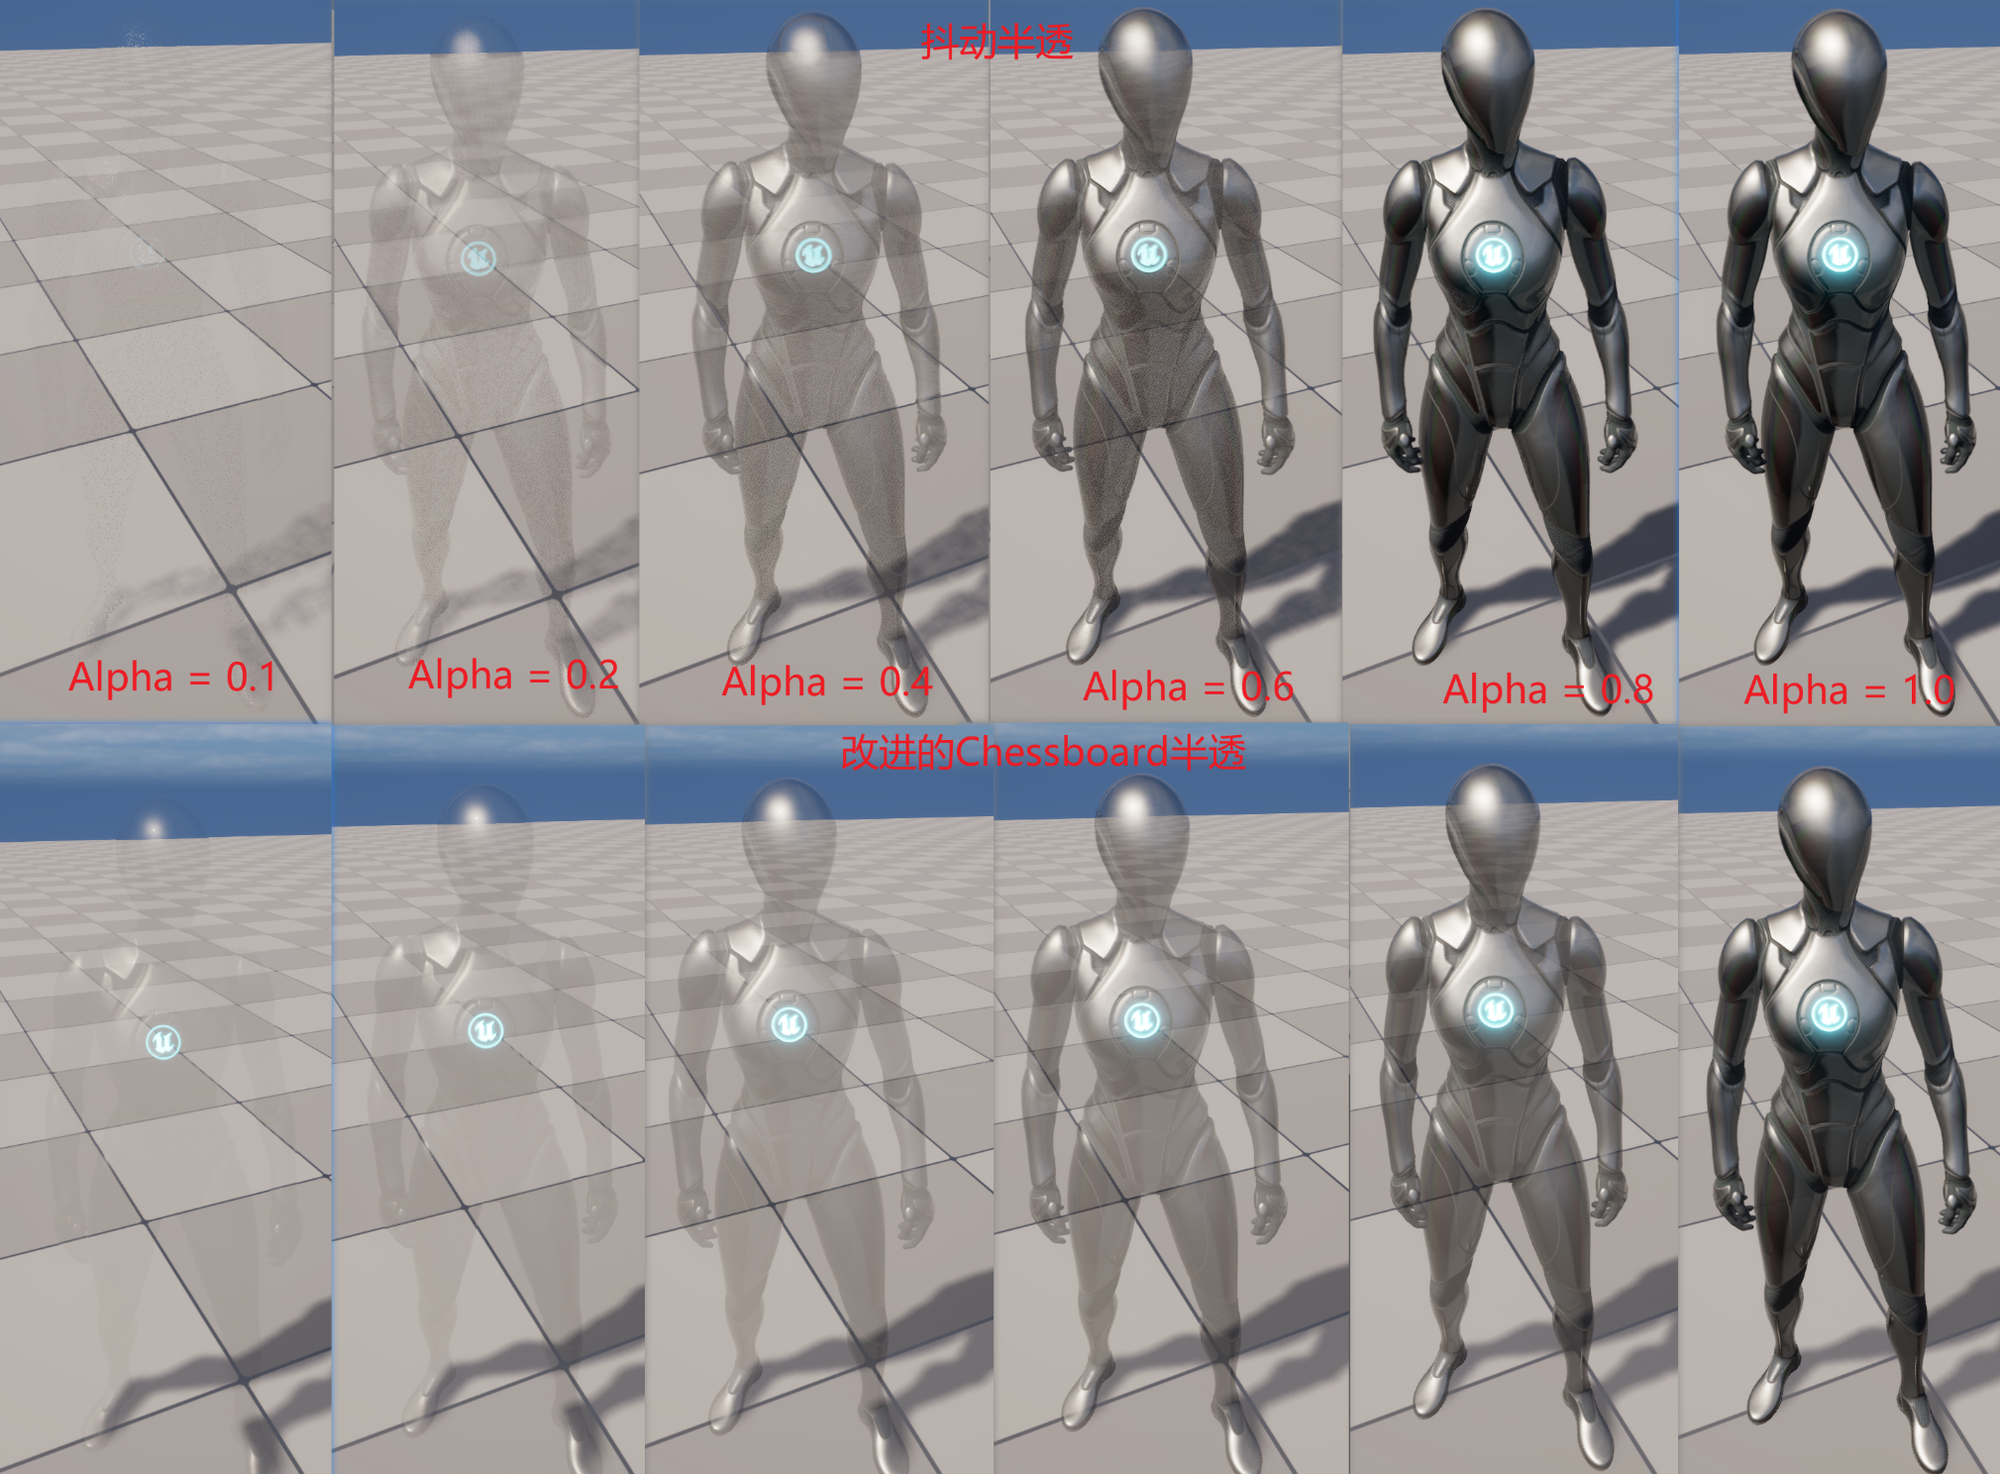 抖动半透
Alpha = 0.1
Alpha = 0.2
Alpha = 0.4
Alpha = 0.6
Alpha = 0.8
Alpha = 1.0
改进的Chessboard半透